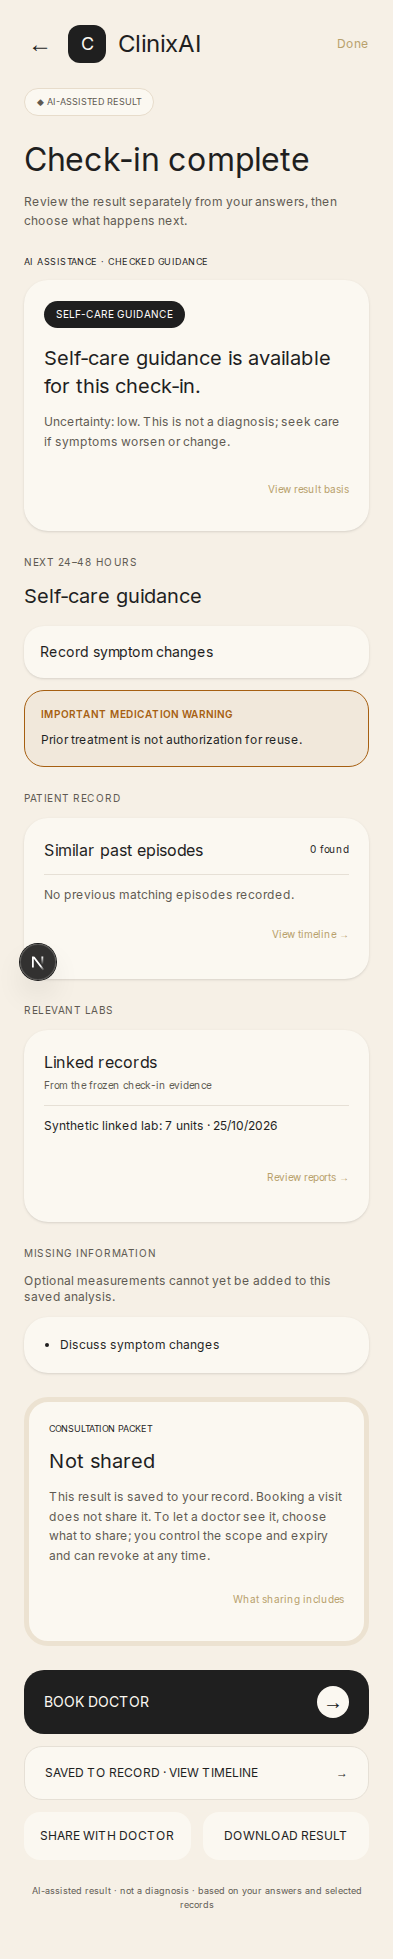 ←
C
ClinixAI
Done
◆ AI-ASSISTED RESULT
Check-in complete
Review the result separately from your answers, then
choose what happens next.
AI ASSISTANCE · CHECKED GUIDANCE
SELF-CARE GUIDANCE
Self-care guidance is available
for this check-in.
Uncertainty: low. This is not a diagnosis; seek care
if symptoms worsen or change.
View result basis
NEXT 24–48 HOURS
Self-care guidance
Record symptom changes
IMPORTANT MEDICATION WARNING
Prior treatment is not authorization for reuse.
PATIENT RECORD
Similar past episodes
0 found
No previous matching episodes recorded.
View timeline →
N
RELEVANT LABS
Linked records
From the frozen check-in evidence
Synthetic linked lab: 7 units · 25/10/2026
Review reports →
MISSING INFORMATION
Optional measurements cannot yet be added to this
saved analysis.
• Discuss symptom changes
CONSULTATION PACKET
Not shared
This result is saved to your record. Booking a visit
does not share it. To let a doctor see it, choose
what to share; you control the scope and expiry
and can revoke at any time.
What sharing includes
BOOK DOCTOR →
SAVED TO RECORD · VIEW TIMELINE →
SHARE WITH DOCTOR
DOWNLOAD RESULT
AI-assisted result · not a diagnosis · based on your answers and selected
records